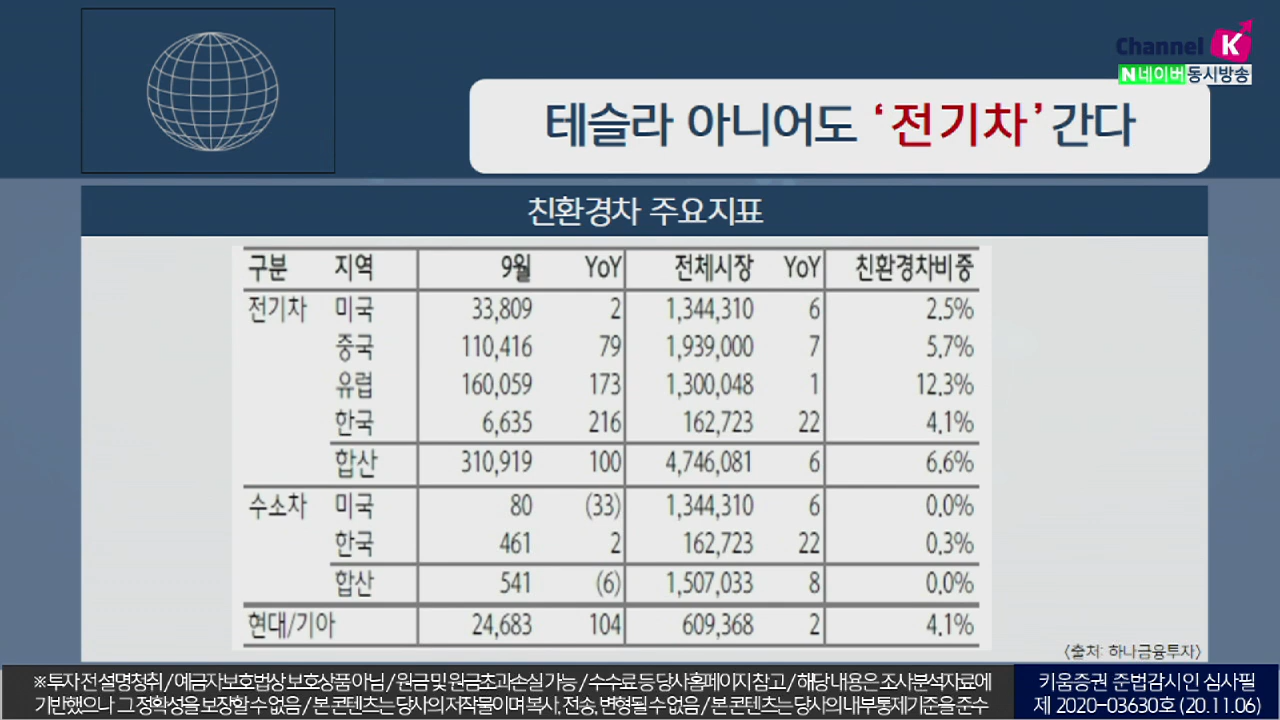 Channel K
N 네이버 동시방송
테슬라 아니어도 ‘전기차’ 간다
친환경차 주요지표
구분 지역 9월 YoY 전체시장 YoY 친환경차비중
전기차 미국 33,809 2 1,344,310 6 2.5%
중국 110,416 79 1,939,000 7 5.7%
유럽 160,059 173 1,300,048 1 12.3%
한국 6,635 216 162,723 22 4.1%
합산 310,919 100 4,746,081 6 6.6%
수소차 미국 80 (33) 1,344,310 6 0.0%
한국 461 2 162,723 22 0.3%
합산 541 (6) 1,507,033 8 0.0%
현대/기아 24,683 104 609,368 2 4.1%
〈출처: 하나금융투자〉
※ 투자 전 설명청취 / 예금자보호법상 보호상품 아님 / 원금 및 원금초과손실 가능 / 수수료 등 당사홈페이지 참고 / 해당 내용은 조사분석자료에
기반했으나 그 정확성을 보장할 수 없음 / 본 콘텐츠는 당사의 저작물이며 복사, 전송, 변형될 수 없음 / 본 콘텐츠는 당사의 내부통제기준을 준수
키움증권 준법감시인 심사필
제 2020-03630호 (20.11.06)